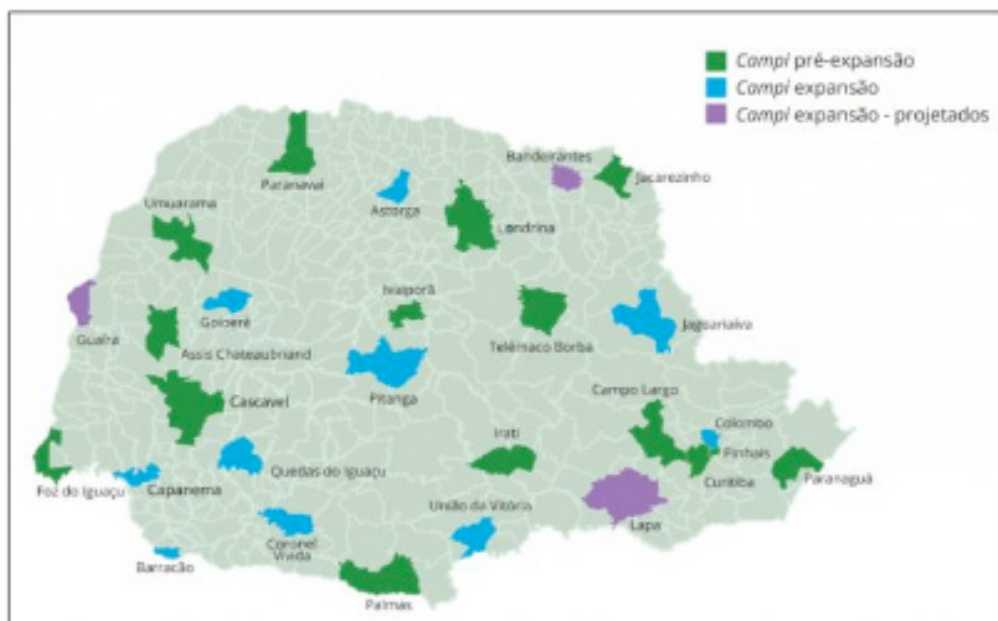 Campi pré-expansão
Campi expansão
Campi expansão - projetados
Bandeirantes
Jacarezinho
Paranavaí
Astorga
Umuarama
Londrina
Ivaiporã
Goioerê
Jaguariaíva
Guaíra
Telêmaco Borba
Assis Chateaubriand
Campo Largo
Pitanga
Cascavel
Colombo
Irati
Pinhais
Quedas do Iguaçu
Paranaguá
Curitiba
Foz do Iguaçu
Capanema
União da Vitória
Lapa
Coronel
Vivida
Barracão
Palmas